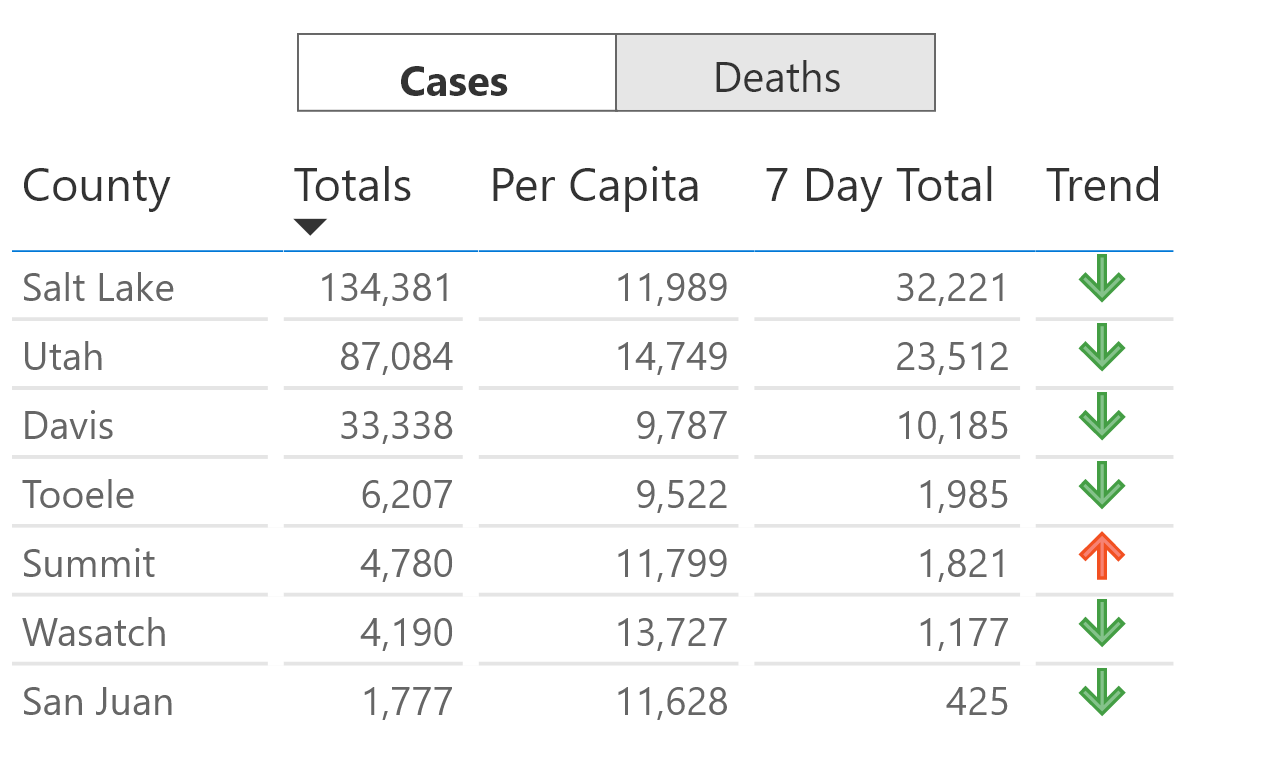 Cases Deaths
County Totals Per Capita 7 Day Total Trend
Salt Lake 134,381 11,989 32,221
Utah 87,084 14,749 23,512
Davis 33,338 9,787 10,185
Tooele 6,207 9,522 1,985
Summit 4,780 11,799 1,821
Wasatch 4,190 13,727 1,177
San Juan 1,777 11,628 425